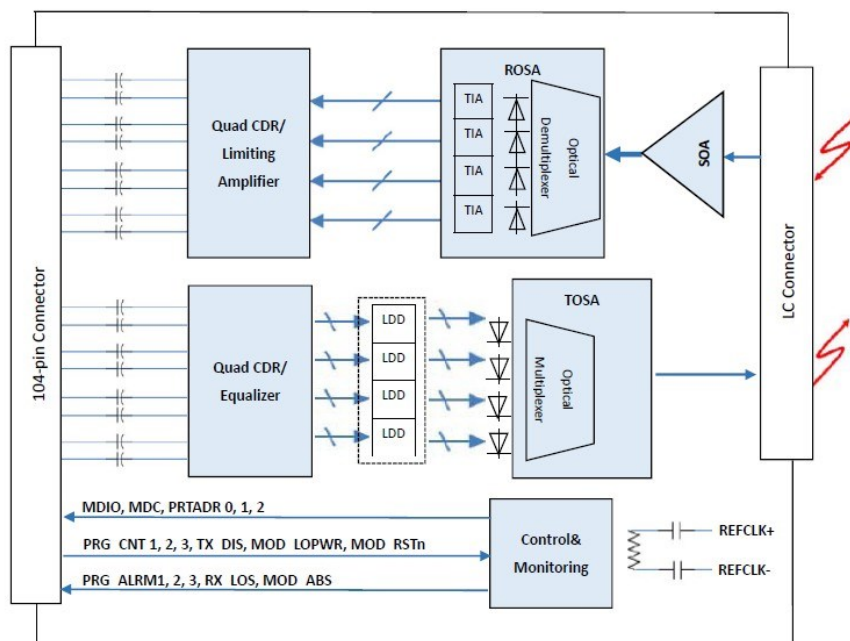 104-pin Connector
Quad CDR/
Limiting
Amplifier
ROSA
TIA
TIA
TIA
TIA
Optical
Demultiplexer
SOA
LC Connector
Quad CDR/
Equalizer
LDD
LDD
LDD
LDD
TOSA
Optical
Multiplexer
MDIO, MDC, PRTADR 0, 1, 2
PRG CNT 1, 2, 3, TX DIS, MOD LOPWR, MOD RSTn
PRG ALRM1, 2, 3, RX LOS, MOD ABS
Control&
Monitoring
REFCLK+
REFCLK-